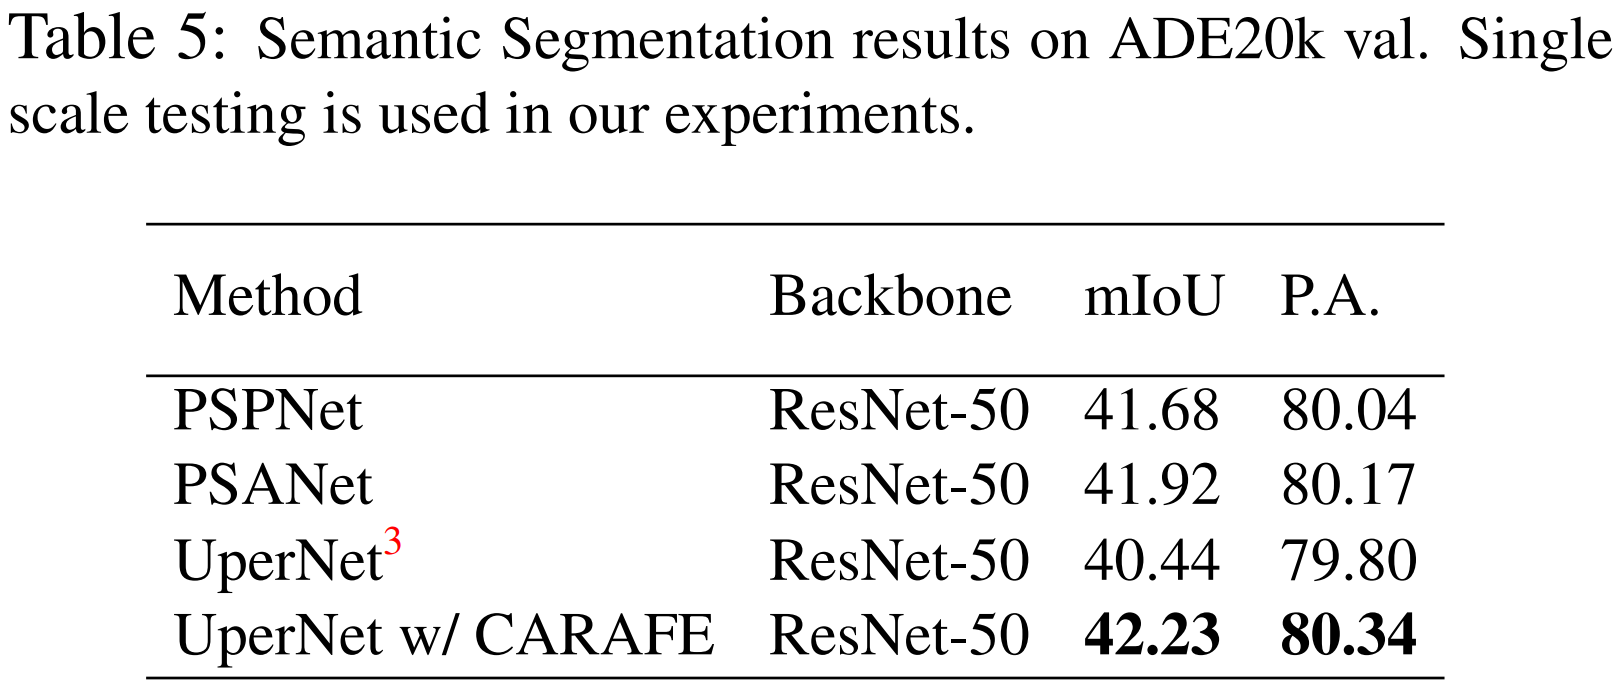 Table 5: Semantic Segmentation results on ADE20k val. Single
scale testing is used in our experiments.
Method Backbone mIoU P.A.
PSPNet ResNet-50 41.68 80.04
PSANet ResNet-50 41.92 80.17
UperNet3 ResNet-50 40.44 79.80
UperNet w/ CARAFE ResNet-50 42.23 80.34